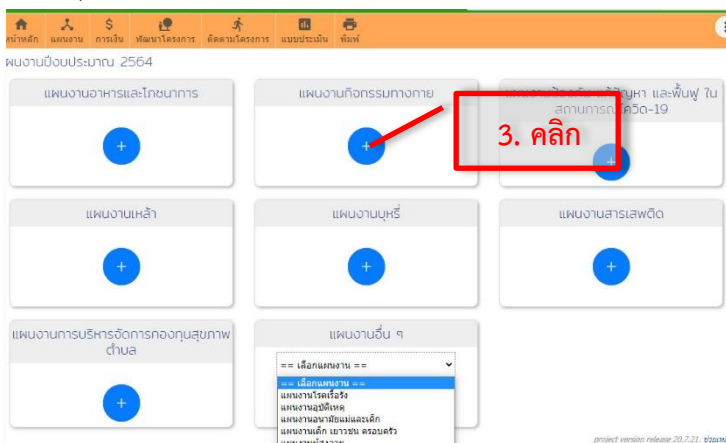 หน้าหลัก แผนงาน การเงิน พัฒนาโครงการ ติดตามโครงการ แบบประเมิน พิมพ์
ผนงานปีงบประมาณ 2564
แผนงานอาหารและโภชนาการ
แผนงานกิจกรรมทางกาย
และฟื้นฟู ใน
โควิด-19
3. คลิก
แผนงานเหล้า
แผนงานบุหรี่
แผนงานสารเสพติด
แผนงานการบริหารจัดการกองทุนสุขภาพ
ตำบล
แผนงานอื่น ๆ
== เลือกแผนงาน ==
== เลือกแผนงาน ==
แผนงานโรคเรื้อรัง
แผนงานอุบัติเหตุ
แผนงานอนามัยแม่และเด็ก
แผนงานเด็ก เยาวชน ครอบครัว
project version release 20.7.21.